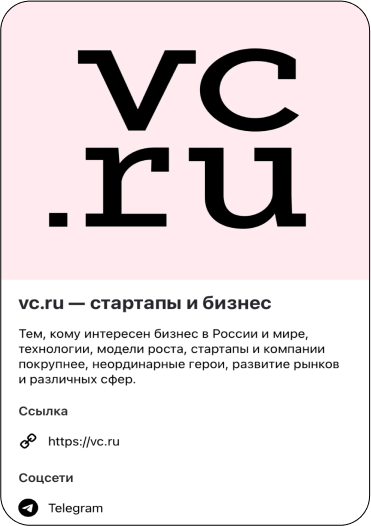 vc
.ru
vc.ru — стартапы и бизнес
Тем, кому интересен бизнес в России и мире,
технологии, модели роста, стартапы и компании
покрупнее, неординарные герои, развитие рынков
и различных сфер.
Ссылка
https://vc.ru
Соцсети
Telegram